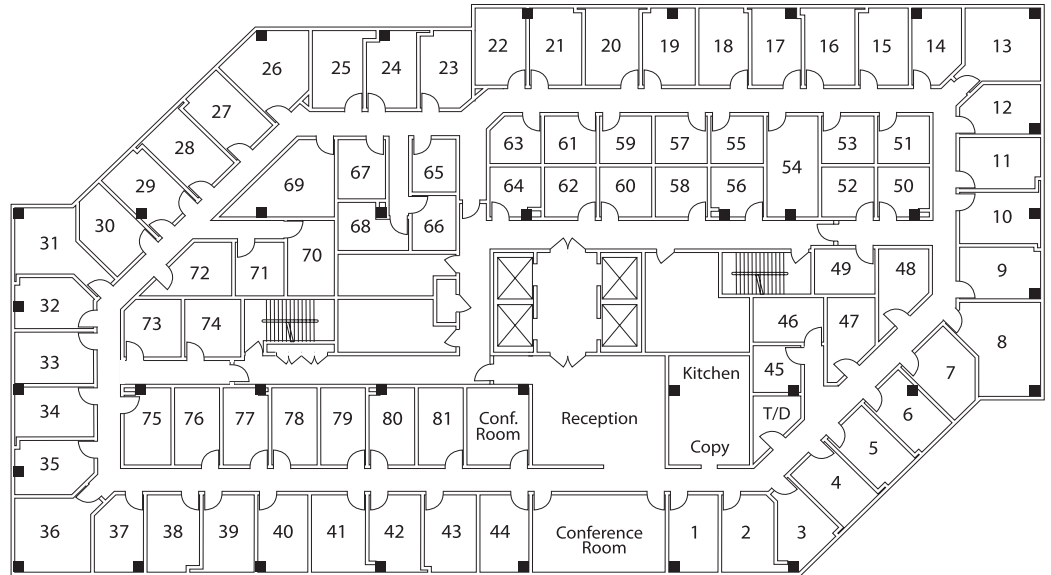 22 21 20 19 18 17 16 15 14 13
26 25 24 23
27
12
63 61 59 57 55 53 51
28 11
67 65 54
29 69 64 62 60 58 56 52 50
10
30 68 66
31
70
72 71 49 48 9
32
73 74 46 47
33 8
45 7
Kitchen
34 6
75 76 77 78 79 80 81 Conf.
Room Reception T/D
Copy 5
35
4
36 37 38 39 40 41 42 43 44 Conference
Room 1 2 3